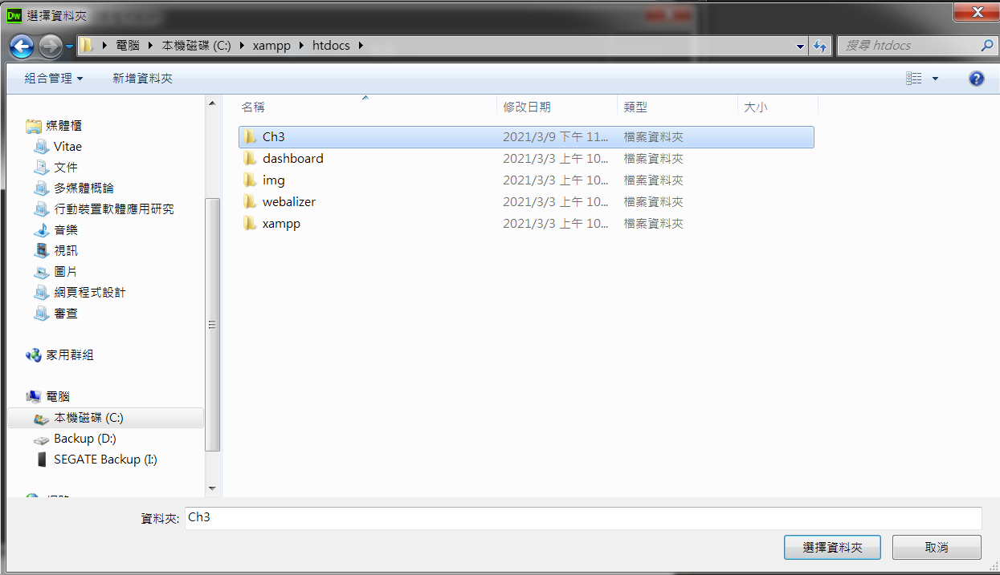 Dw 選擇資料夾
電腦 本機磁碟 (C:) xampp htdocs 搜尋 htdocs
組合管理 新增資料夾
名稱 修改日期 類型 大小
媒體櫃
Vitae
文件
多媒體概論
行動裝置軟體應用研究
音樂
視訊
圖片
網頁程式設計
審查
家用群組
電腦
本機磁碟 (C:)
Backup (D:)
SEGATE Backup (I:)
Ch3 2021/3/9 下午 11... 檔案資料夾
dashboard 2021/3/3 上午 10... 檔案資料夾
img 2021/3/3 上午 10... 檔案資料夾
webalizer 2021/3/3 上午 10... 檔案資料夾
xampp 2021/3/3 上午 10... 檔案資料夾
資料夾: Ch3
選擇資料夾 取消